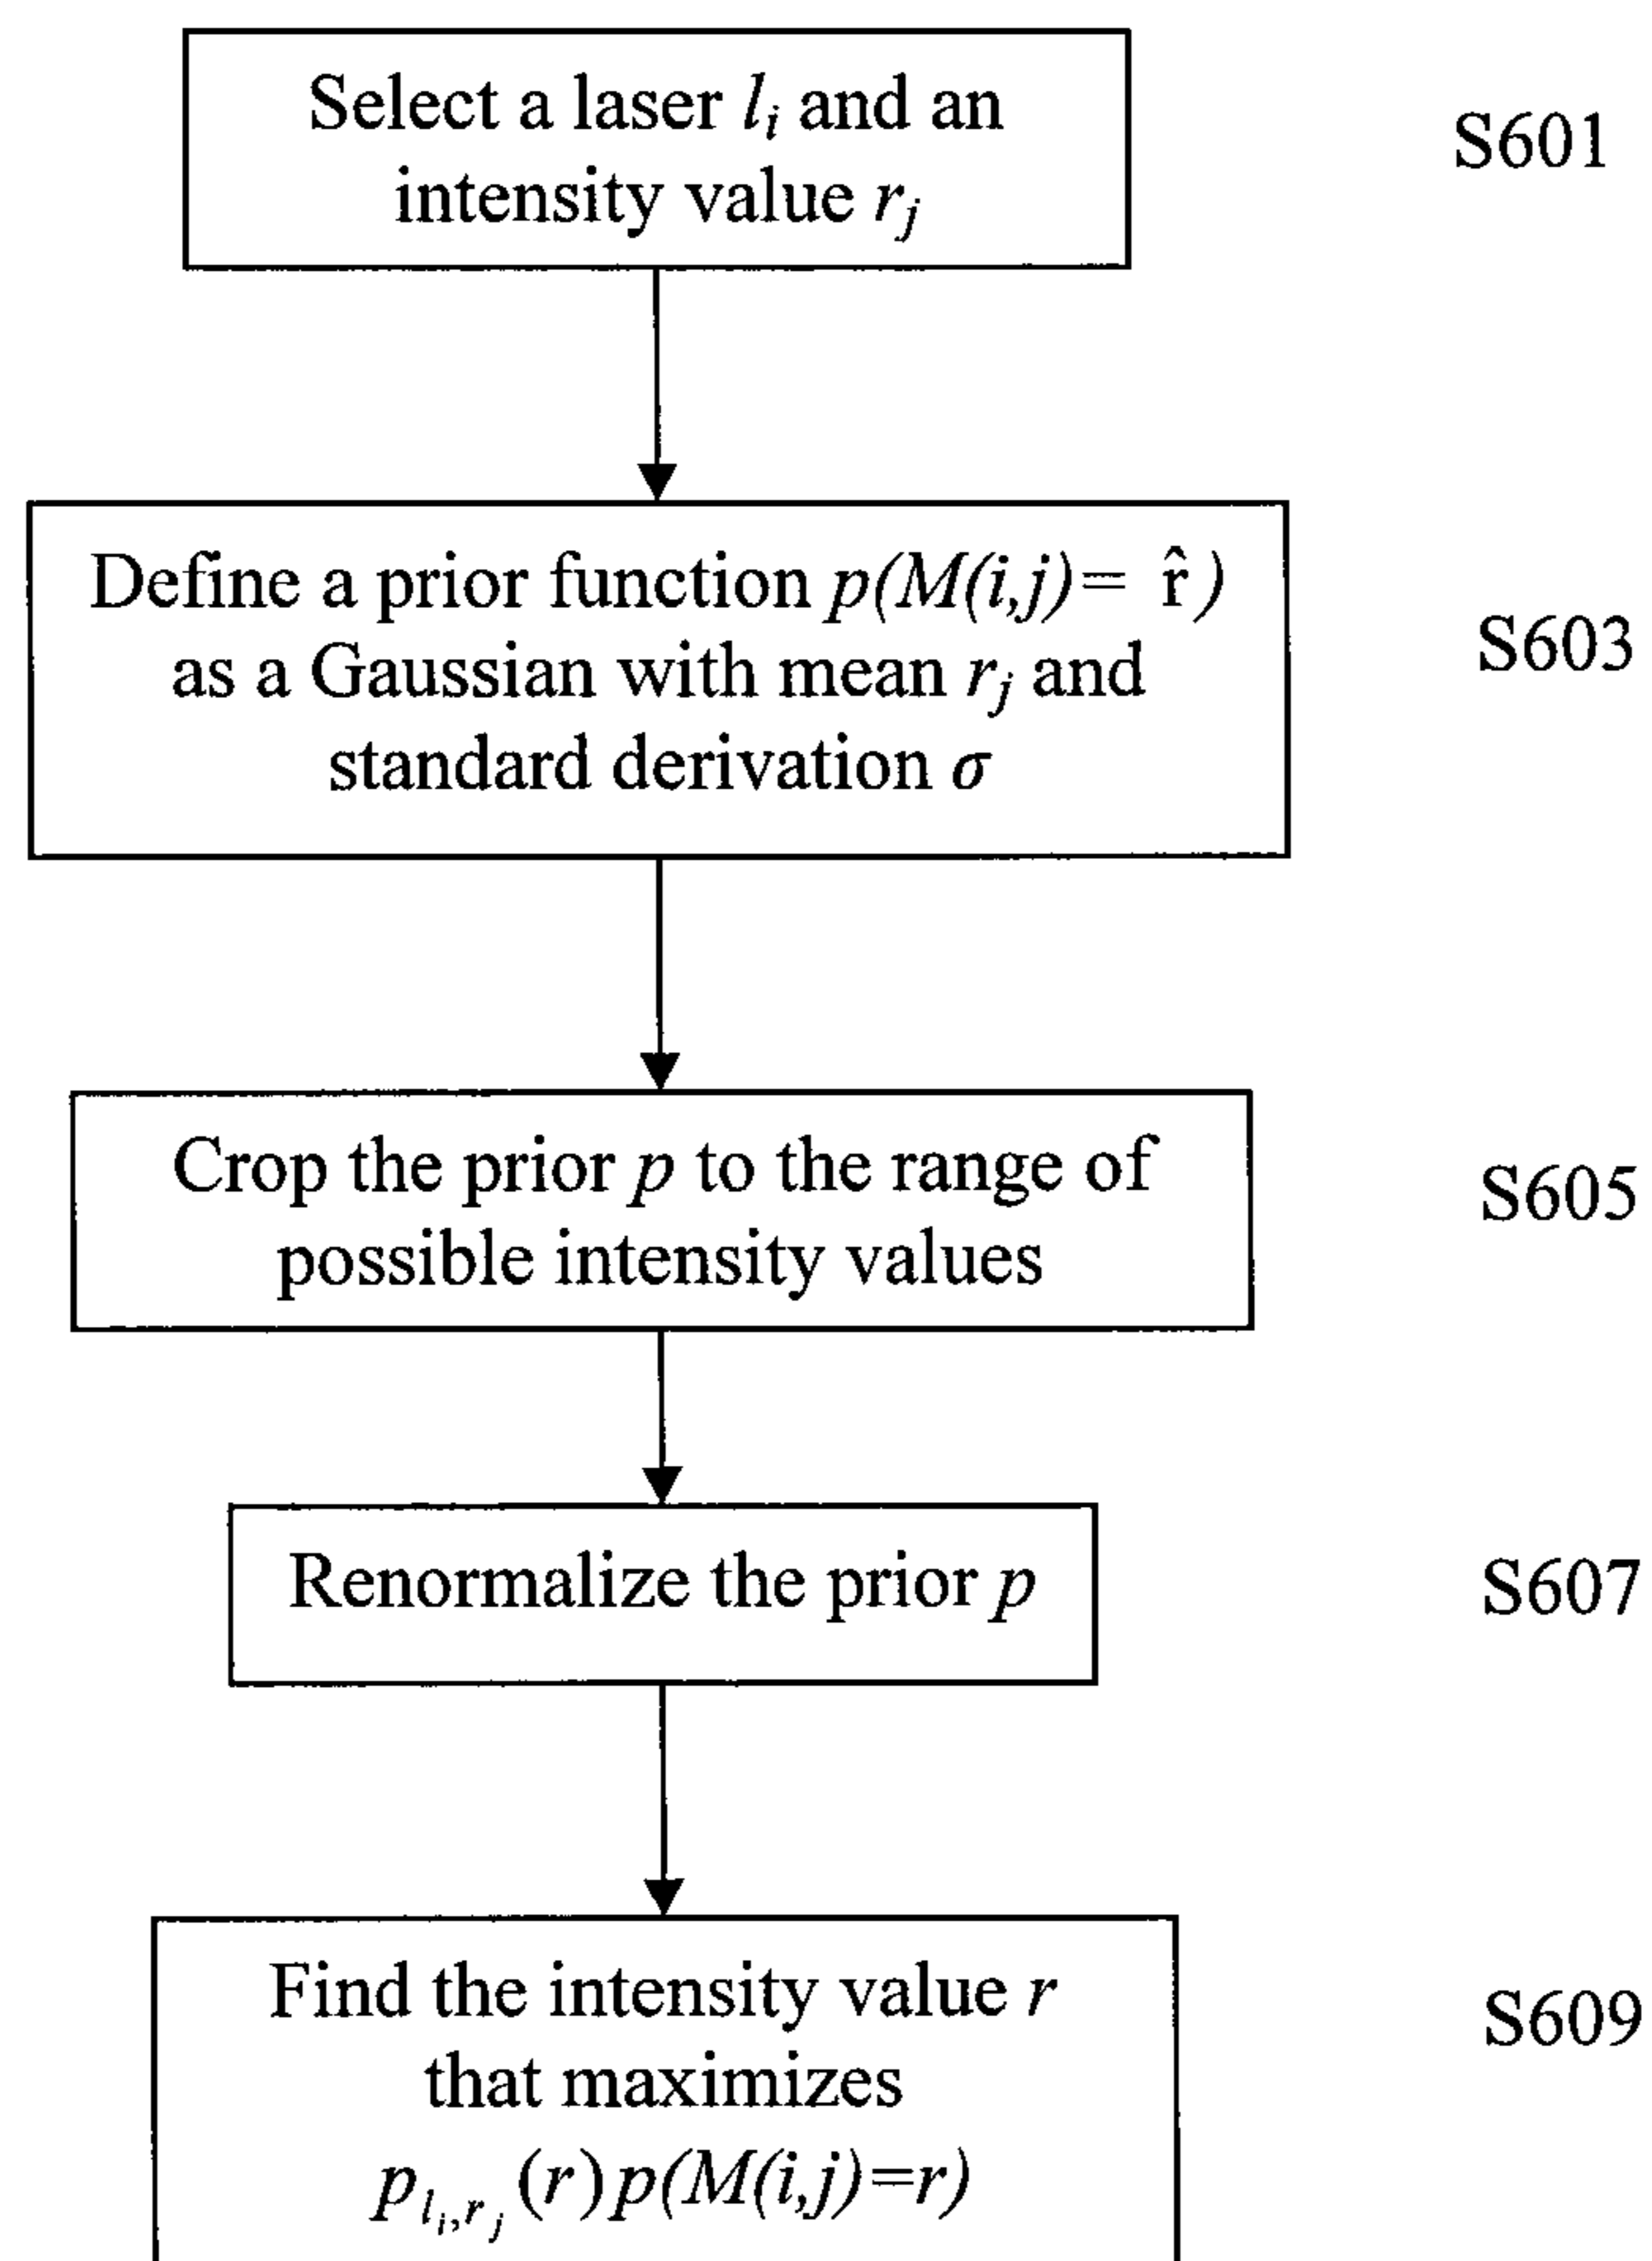 Select a laser l_i and an
intensity value r_j
S601
Define a prior function p(M(i,j)= r̂)
as a Gaussian with mean r_j and
standard derivation σ
S603
Crop the prior p to the range of
possible intensity values
S605
Renormalize the prior p
S607
Find the intensity value r
that maximizes
p_{l_i,r_j}(r)p(M(i,j)=r)
S609